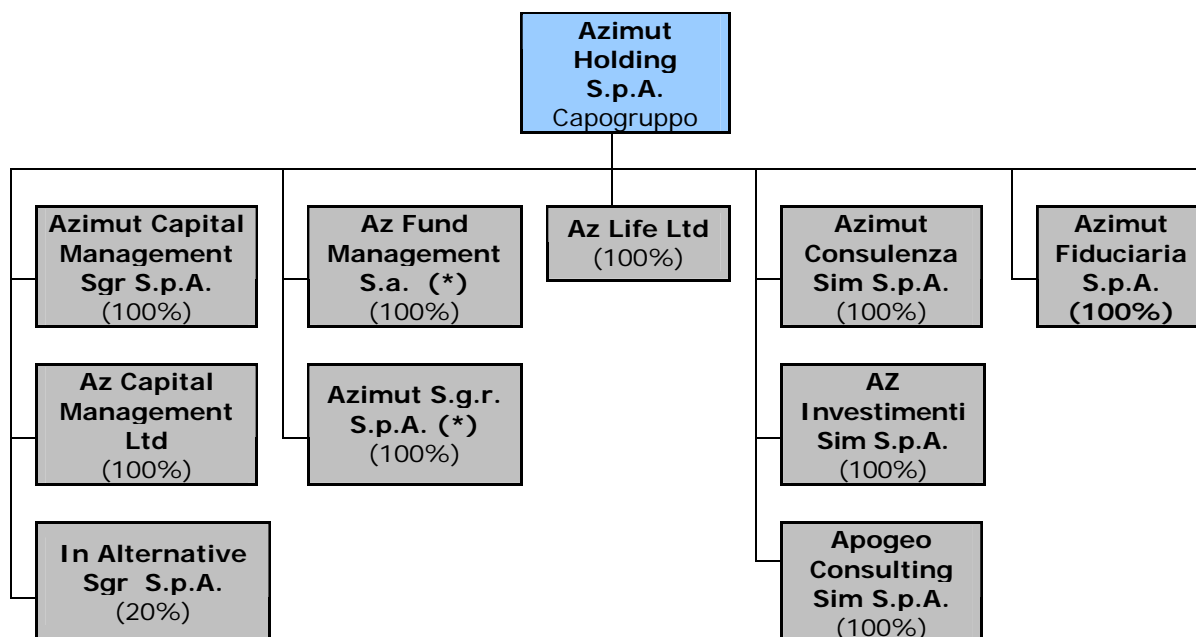 Azimut
Holding
S.p.A.
Capogruppo
Azimut Capital
Management
Sgr S.p.A.
(100%)
Az Fund
Management
S.a. (*)
(100%)
Az Life Ltd
(100%)
Azimut
Consulenza
Sim S.p.A.
(100%)
Azimut
Fiduciaria
S.p.A.
(100%)
Az Capital
Management
Ltd
(100%)
Azimut S.g.r.
S.p.A. (*)
(100%)
AZ
Investimenti
Sim S.p.A.
(100%)
In Alternative
Sgr S.p.A.
(20%)
Apogeo
Consulting
Sim S.p.A.
(100%)